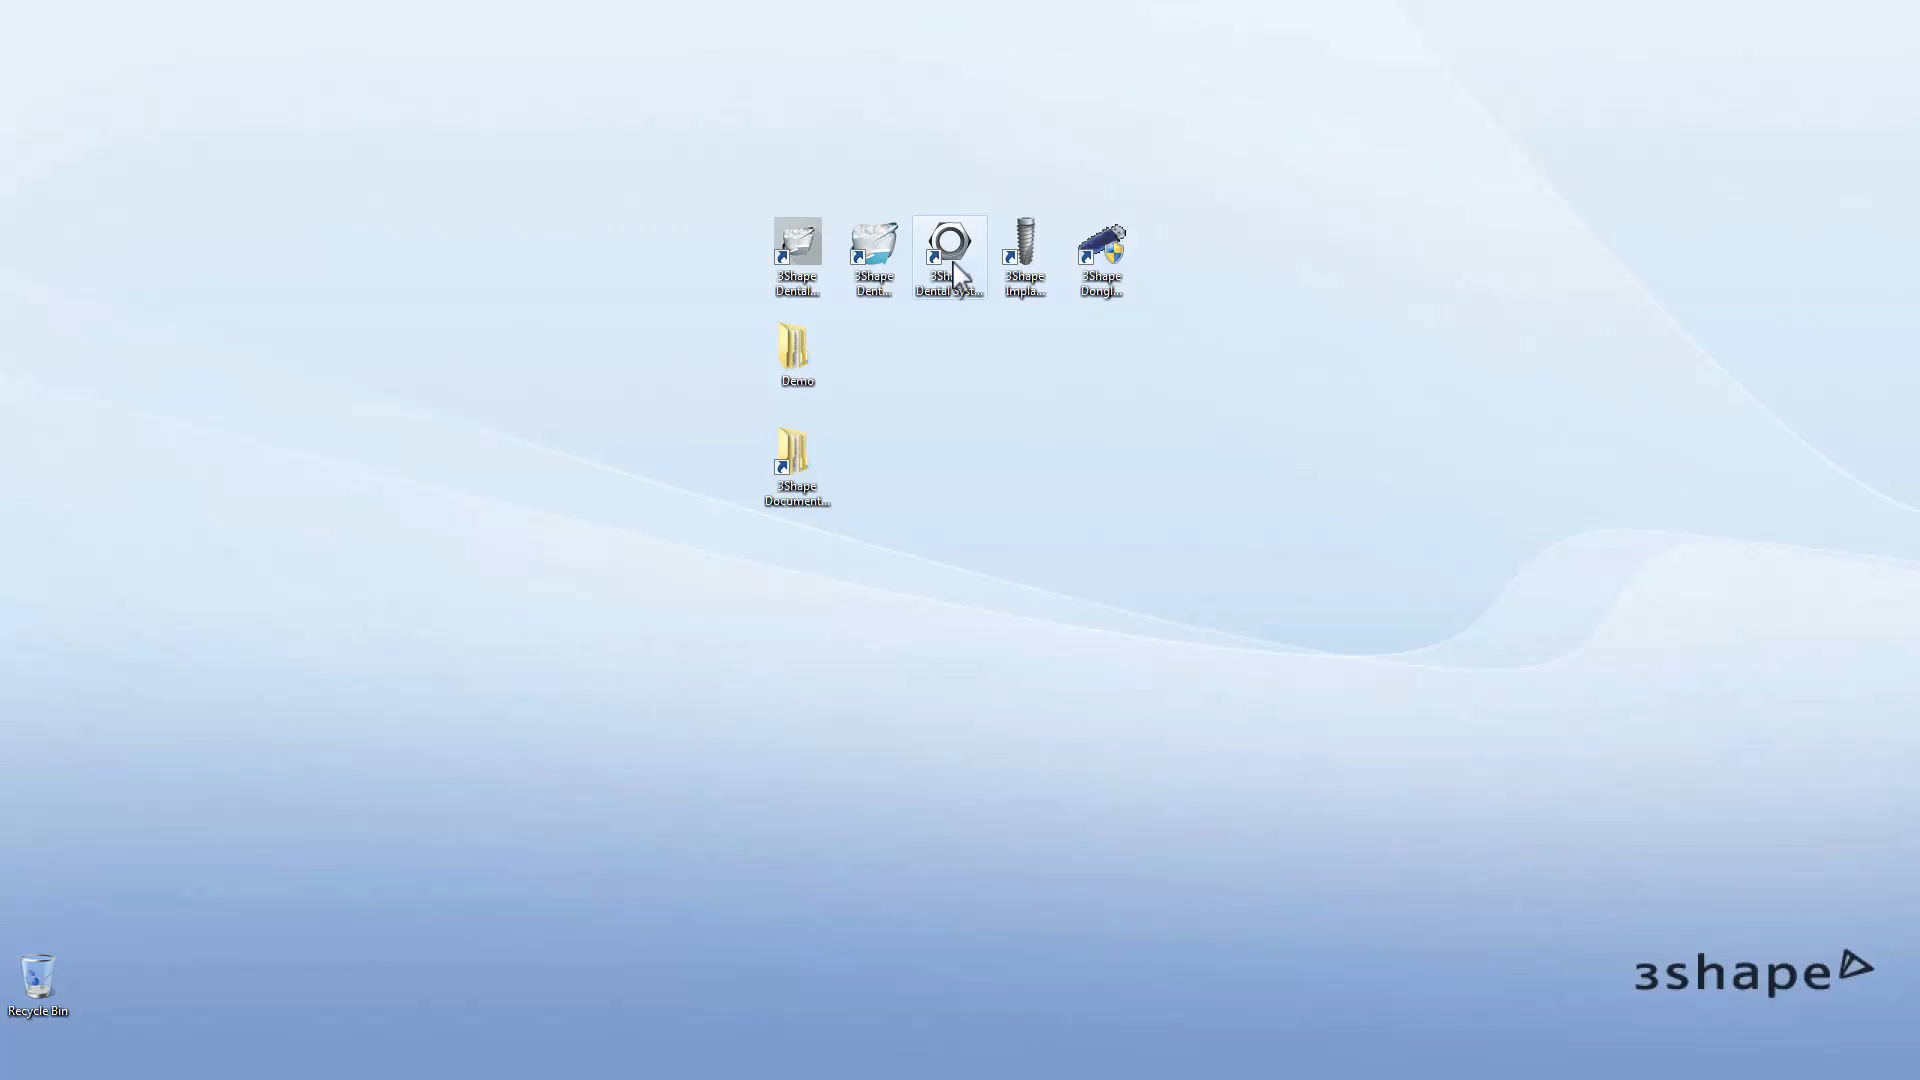 3Shape
Dental...
3Shape
Dent...
Dental Syst...
3Shape
Impla...
3Shape
Dongl...
Demo
3Shape
Document...
Recycle Bin
3shape